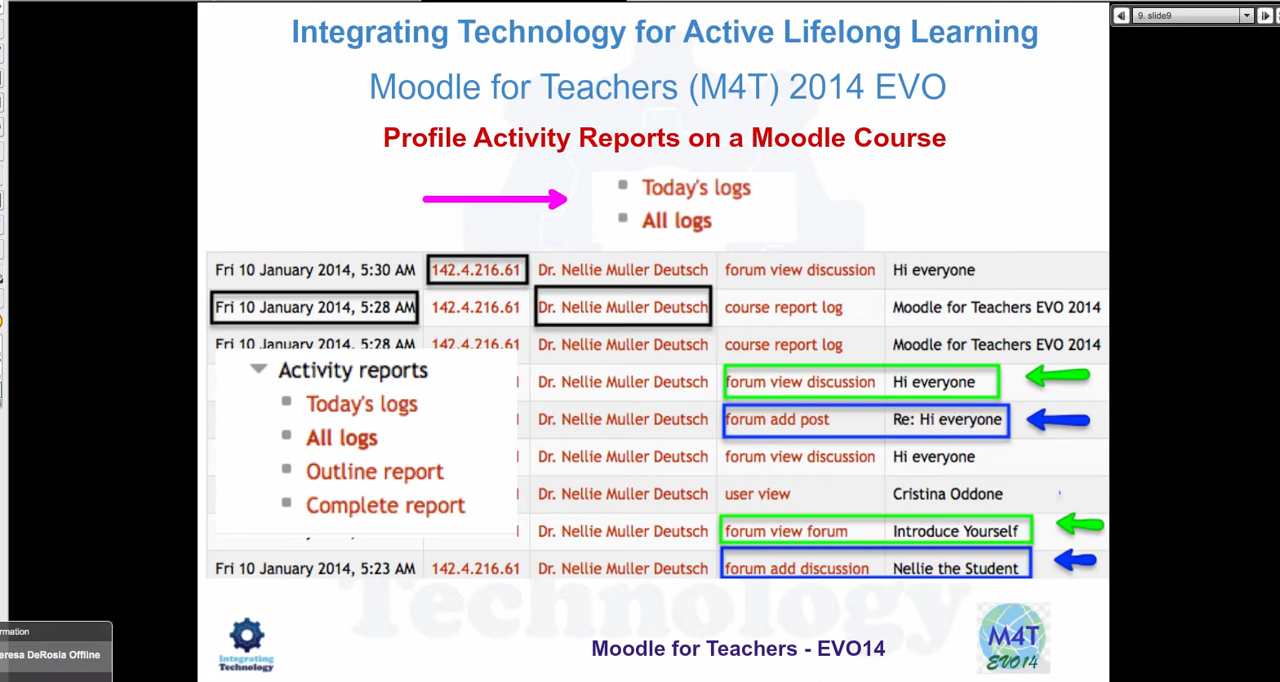 9. slide9
Integrating Technology for Active Lifelong Learning
Moodle for Teachers (M4T) 2014 EVO
Profile Activity Reports on a Moodle Course
Today's logs
All logs
Fri 10 January 2014, 5:30 AM 142.4.216.61 Dr. Nellie Muller Deutsch forum view discussion Hi everyone
Fri 10 January 2014, 5:28 AM 142.4.216.61 Dr. Nellie Muller Deutsch course report log Moodle for Teachers EVO 2014
Fri 10 January 2014, 5:28 AM 142.4.216.61 Dr. Nellie Muller Deutsch course report log Moodle for Teachers EVO 2014
Activity reports
Today's logs
All logs
Outline report
Complete report
Dr. Nellie Muller Deutsch forum view discussion Hi everyone
Dr. Nellie Muller Deutsch forum add post Re: Hi everyone
Dr. Nellie Muller Deutsch forum view discussion Hi everyone
Dr. Nellie Muller Deutsch user view Cristina Oddone
Dr. Nellie Muller Deutsch forum view forum Introduce Yourself
Fri 10 January 2014, 5:23 AM 142.4.216.61 Dr. Nellie Muller Deutsch forum add discussion Nellie the Student
Technology
Integrating
Technology
Moodle for Teachers - EVO14
M4T
EVO14
rmation
eresa DeRosia Offline